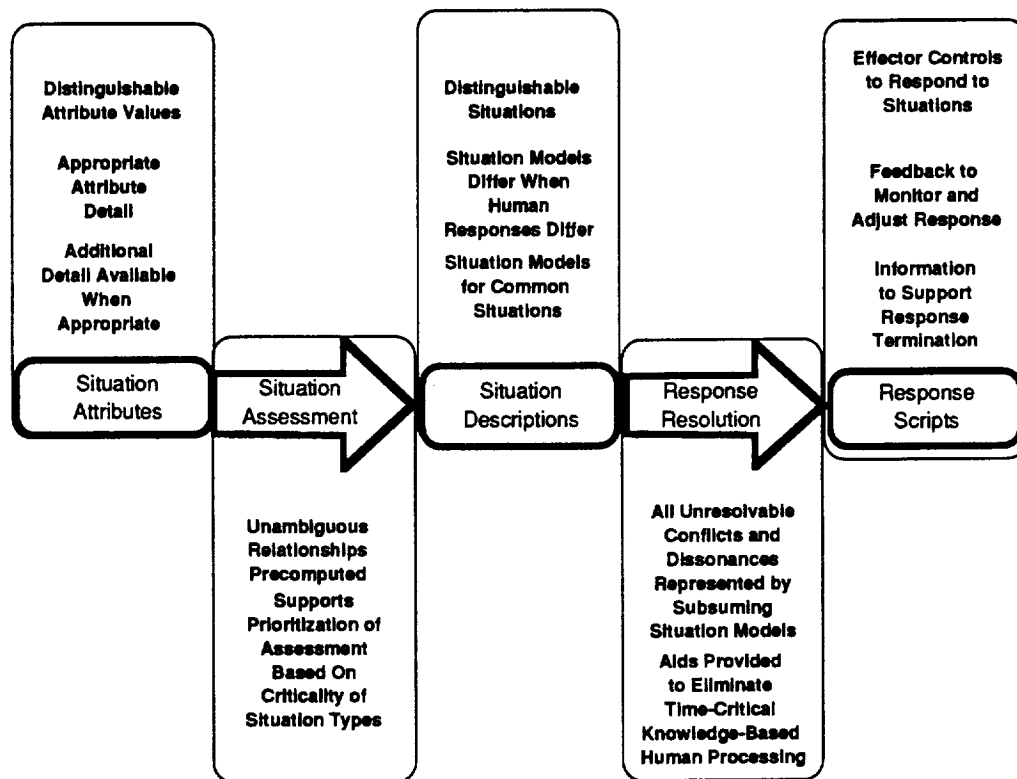 Distinguishable
Attribute Values
Appropriate
Attribute
Detail
Additional
Detail Available
When
Appropriate
Situation
Attributes
Situation
Assessment
Unambiguous
Relationships
Precomputed
Supports
Prioritization of
Assessment
Based On
Criticality of
Situation Types
Distinguishable
Situations
Situation Models
Differ When
Human
Responses Differ
Situation Models
for Common
Situations
Situation
Descriptions
Response
Resolution
All Unresolvable
Conflicts and
Dissonances
Represented by
Subsuming
Situation Models
Aids Provided
to Eliminate
Time-Critical
Knowledge-Based
Human Processing
Effector Controls
to Respond to
Situations
Feedback to
Monitor and
Adjust Response
Information
to Support
Response
Termination
Response
Scripts